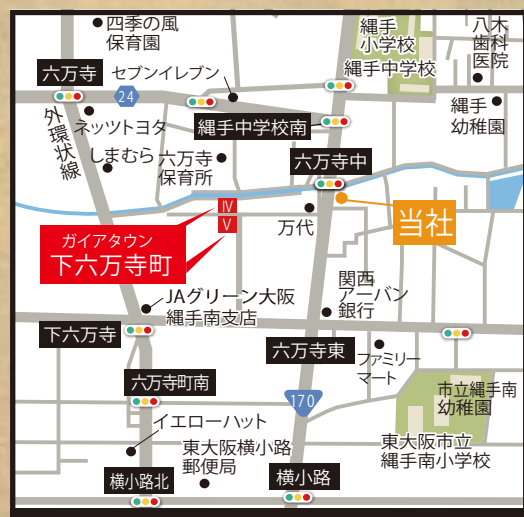 四季の風
保育園
縄手
小学校
八木
歯科
医院
六万寺
セブンイレブン
縄手中学校
24
ネッツトヨタ
縄手中学校南
縄手
幼稚園
外環状線
しまむら
六万寺
保育所
六万寺中
IV
V
万代
当社
ガイアタウン
下六万寺町
JAグリーン大阪
縄手南支店
関西
アーバン
銀行
下六万寺
六万寺東
ファミリー
マート
六万寺町南
170
市立縄手南
幼稚園
イエローハット
東大阪横小路
郵便局
東大阪市立
縄手南小学校
横小路北
横小路